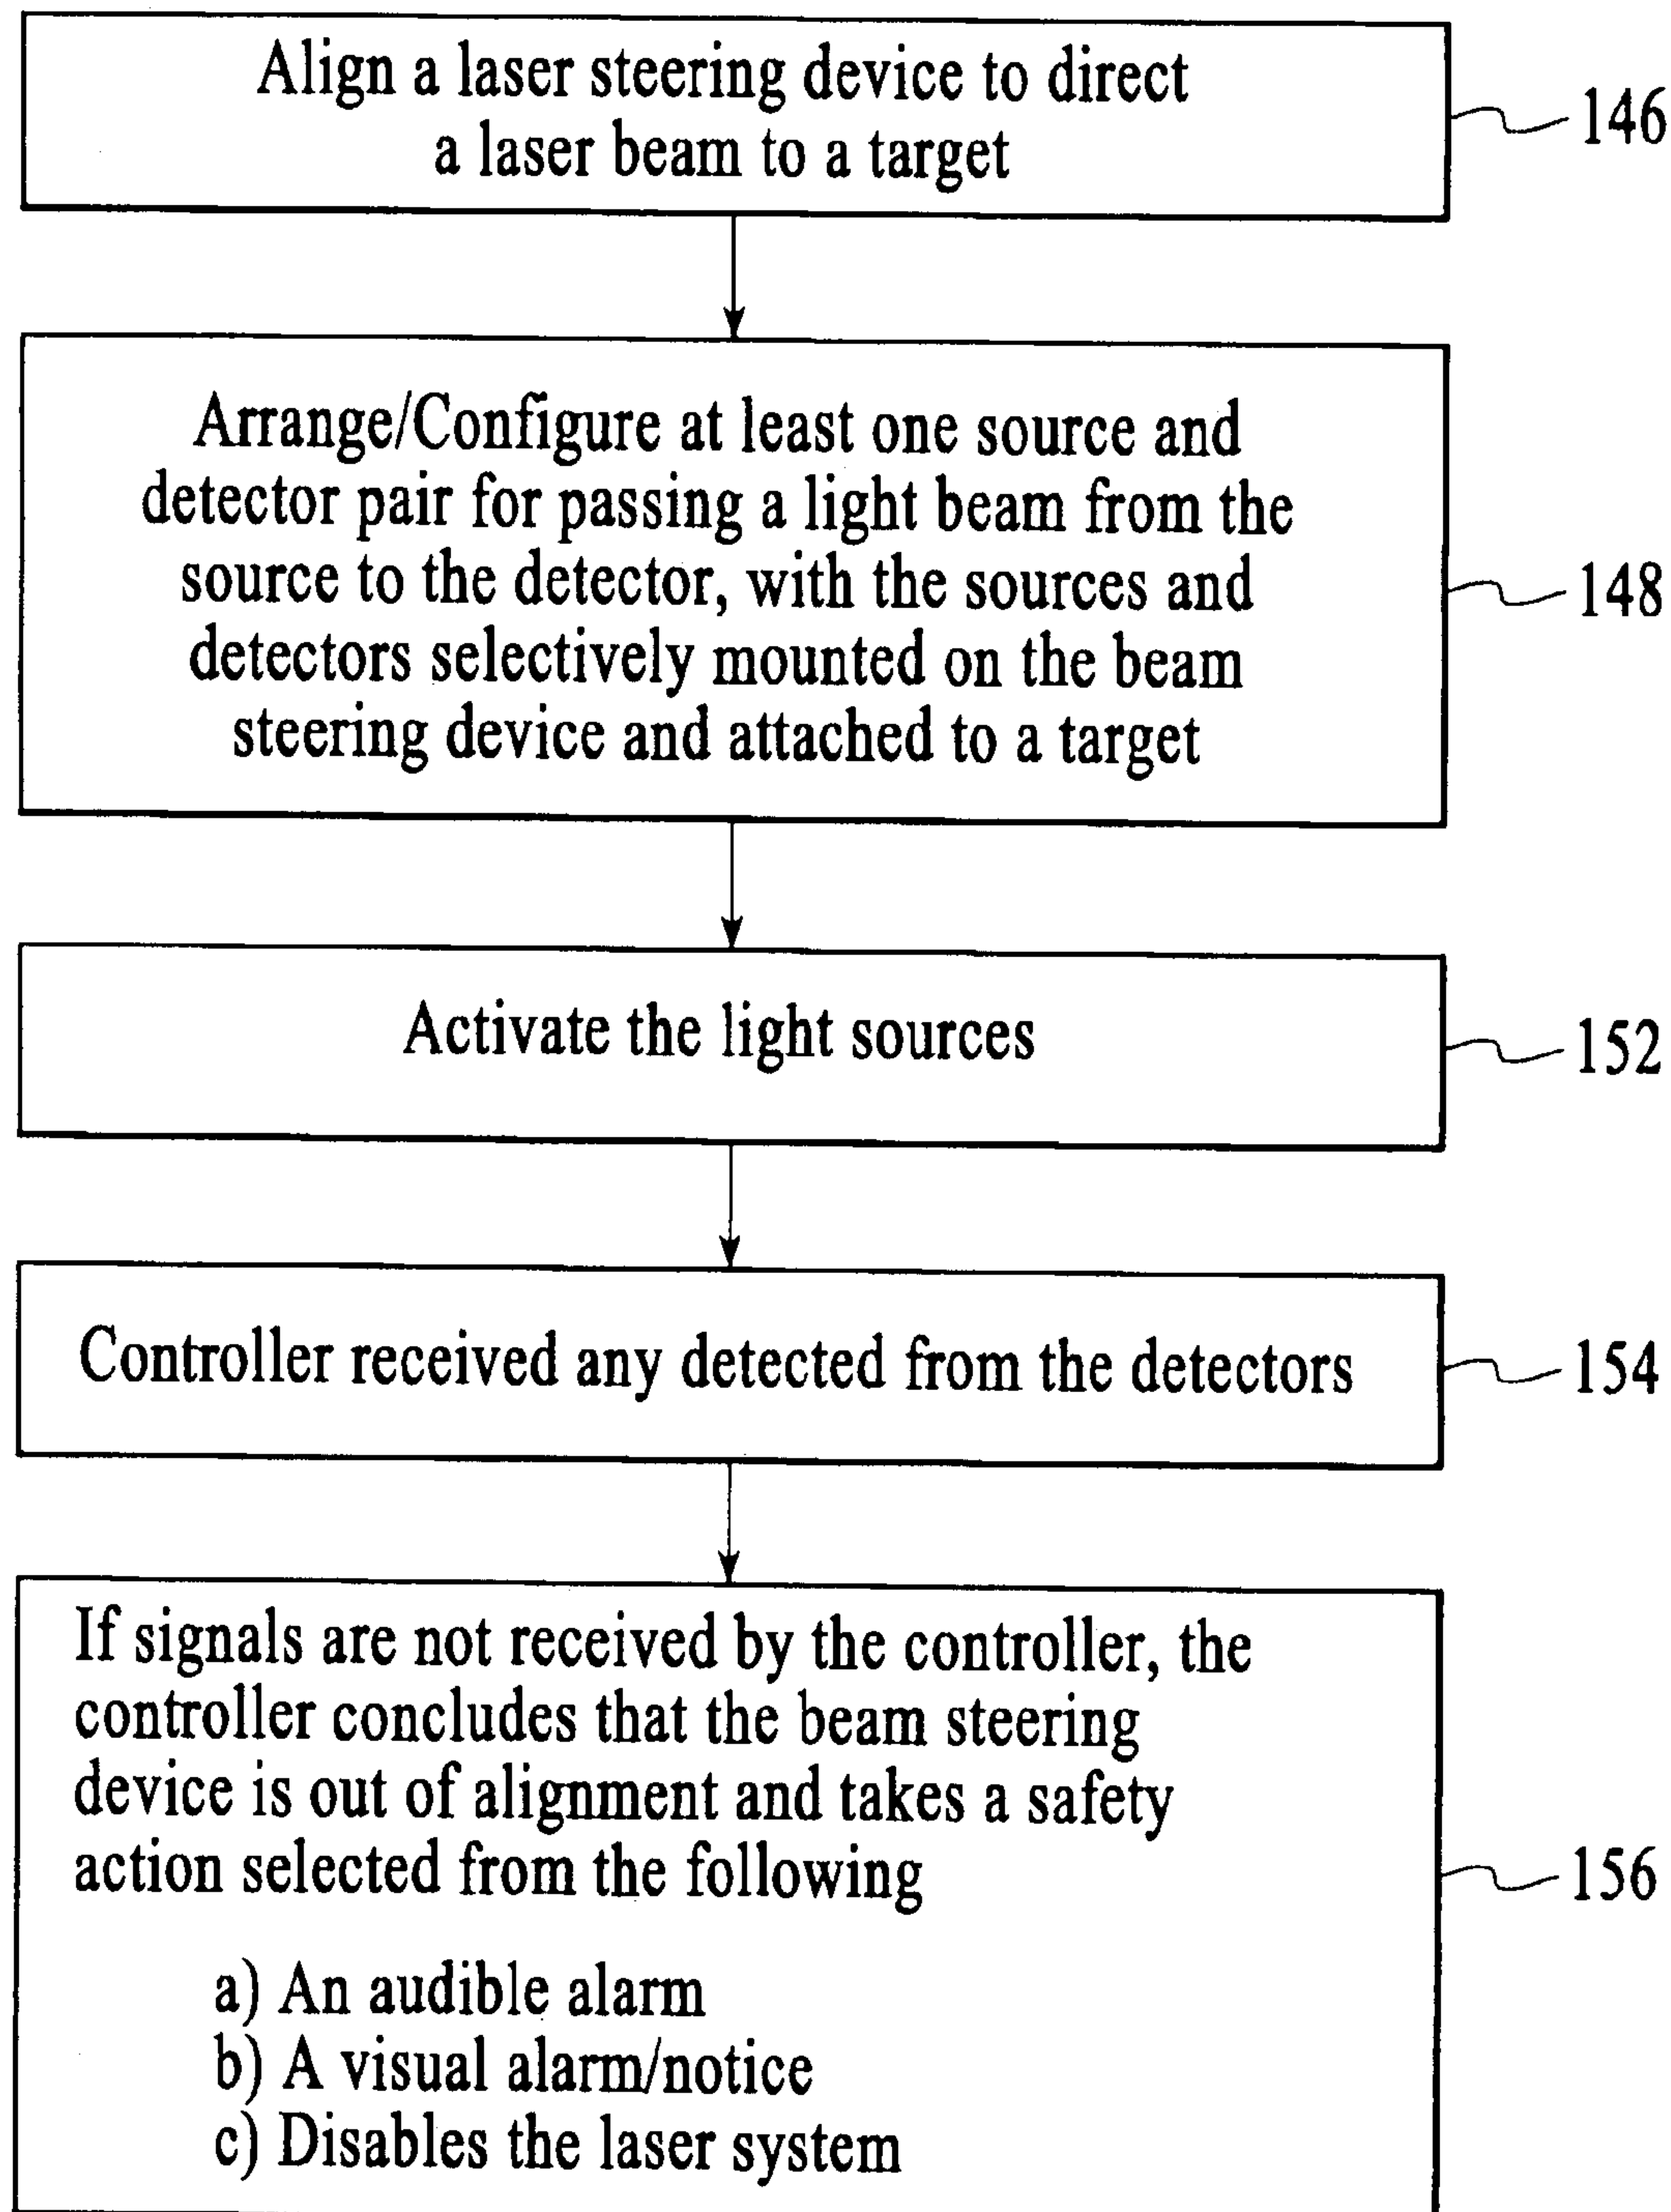 Align a laser steering device to direct
a laser beam to a target
146
Arrange/Configure at least one source and
detector pair for passing a light beam from the
source to the detector, with the sources and
detectors selectively mounted on the beam
steering device and attached to a target
148
Activate the light sources
152
Controller received any detected from the detectors
154
If signals are not received by the controller, the
controller concludes that the beam steering
device is out of alignment and takes a safety
action selected from the following
156
a) An audible alarm
b) A visual alarm/notice
c) Disables the laser system